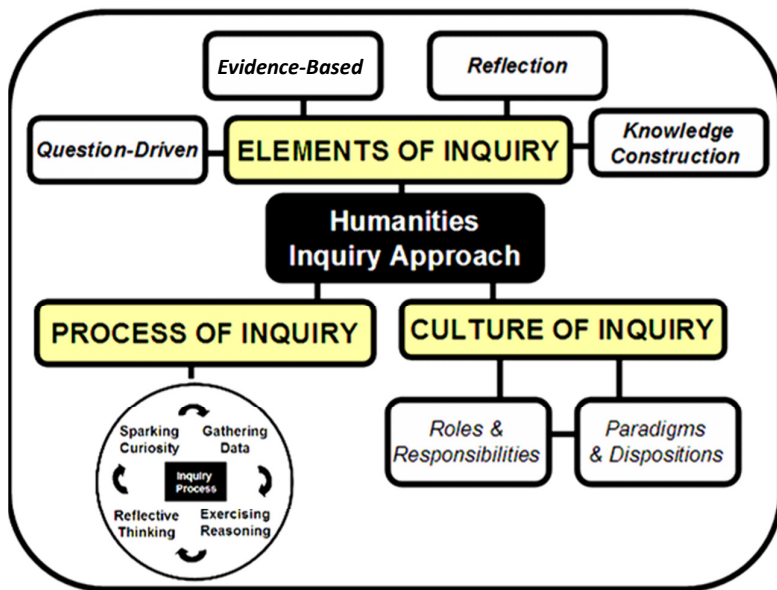 Evidence-Based
Reflection
Question-Driven
ELEMENTS OF INQUIRY
Knowledge
Construction
Humanities
Inquiry Approach
PROCESS OF INQUIRY
CULTURE OF INQUIRY
Sparking
Curiosity
Gathering
Data
Inquiry
Process
Reflective
Thinking
Exercising
Reasoning
Roles &
Responsibilities
Paradigms
& Dispositions